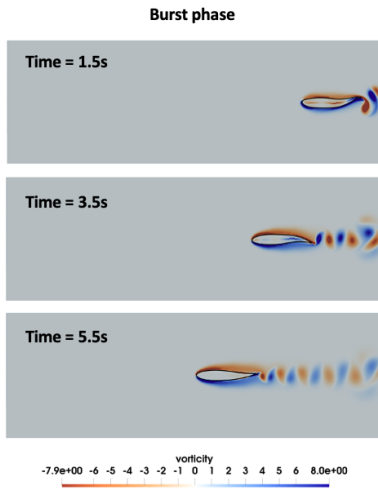 Burst phase
Time = 1.5s
Time = 3.5s
Time = 5.5s
vorticity
-7.9e+00 -6 -5 -4 -3 -2 -1 0 1 2 3 4 5 6 8.0e+00